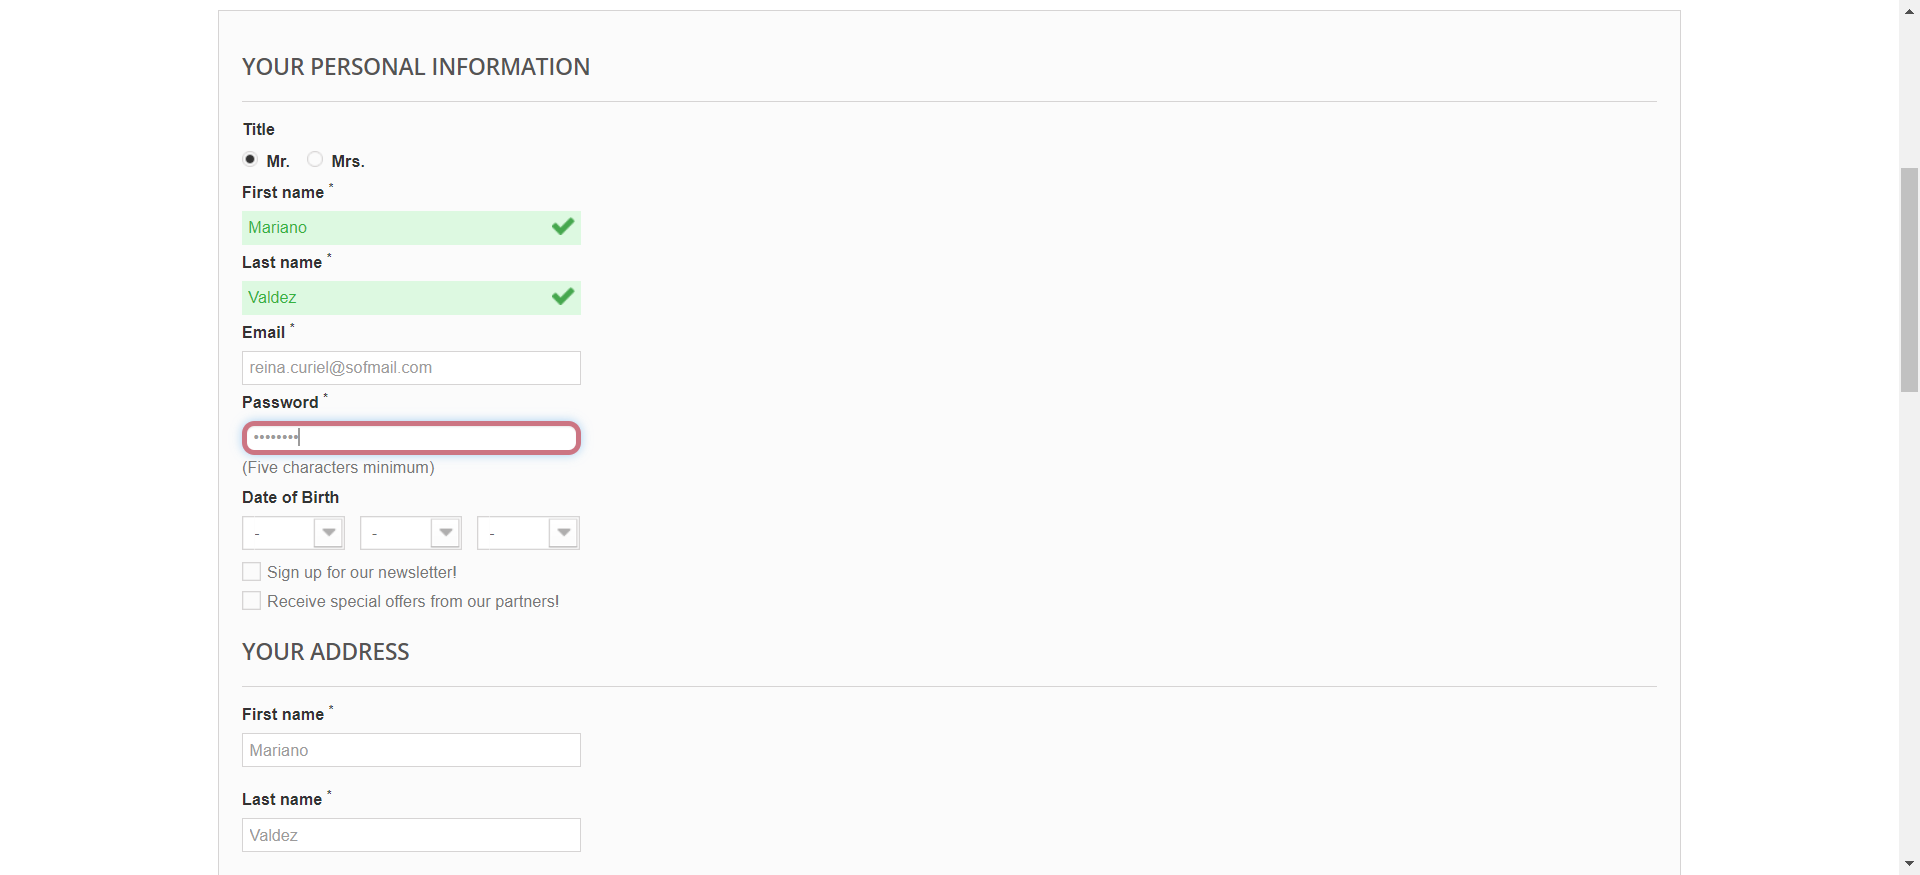 YOUR PERSONAL INFORMATION
Title
Mr. Mrs.
First name *
Mariano
Last name *
Valdez
Email *
reina.curiel@sofmail.com
Password *
••••••••
(Five characters minimum)
Date of Birth
- - -
Sign up for our newsletter!
Receive special offers from our partners!
YOUR ADDRESS
First name *
Mariano
Last name *
Valdez